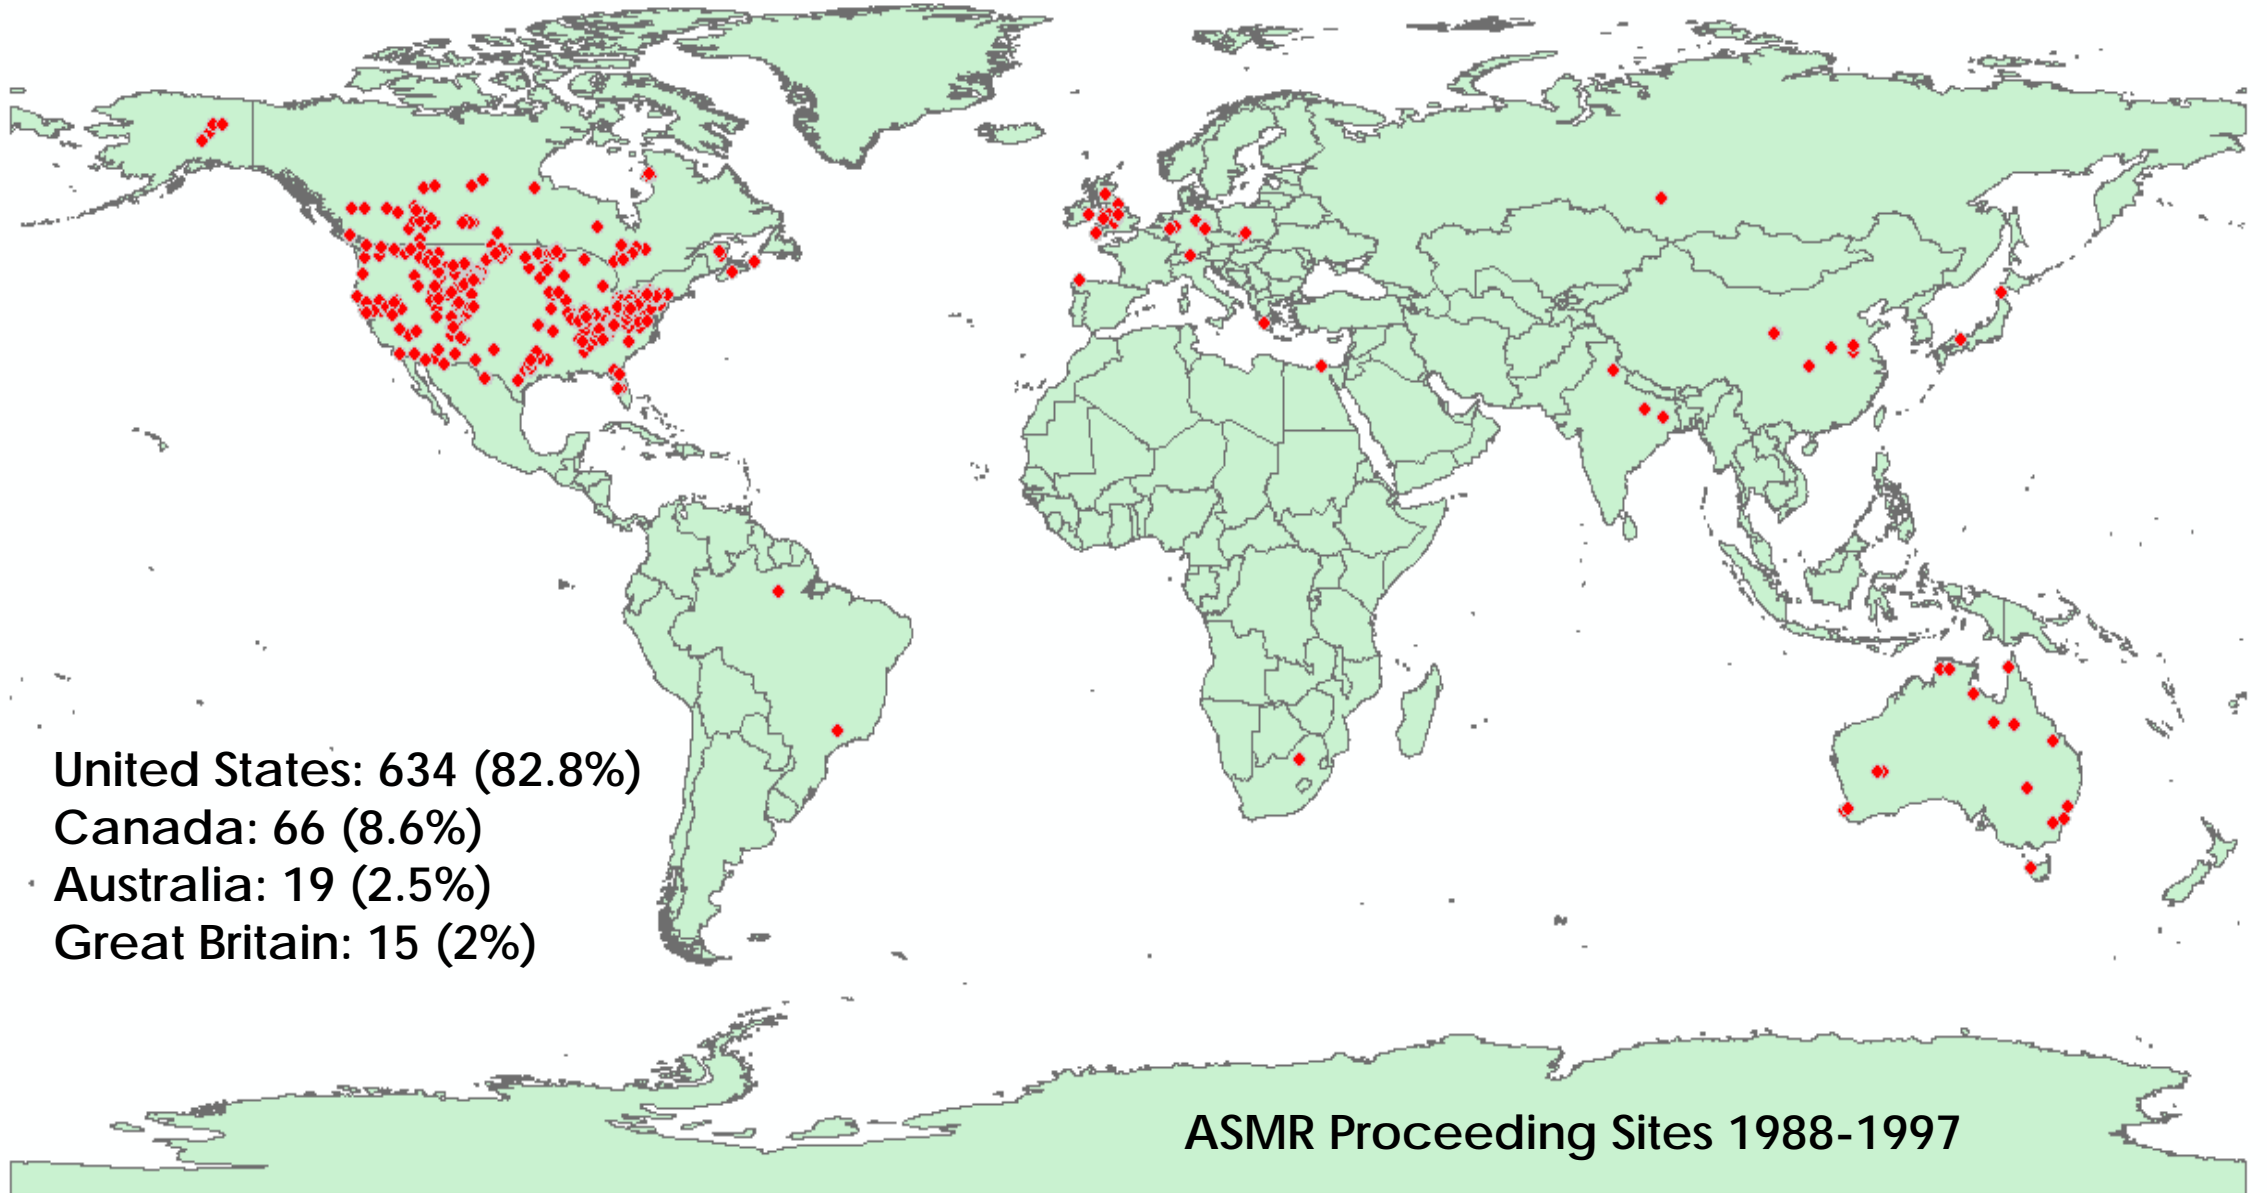 United States: 634 (82.8%)
Canada: 66 (8.6%)
Australia: 19 (2.5%)
Great Britain: 15 (2%)
ASMR Proceeding Sites 1988-1997